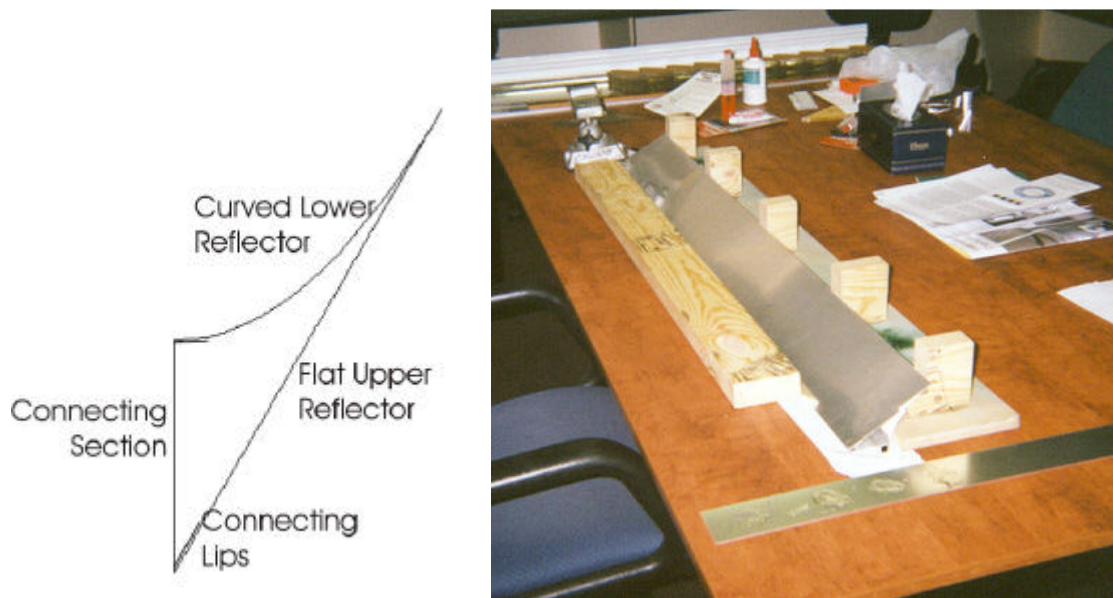 Curved Lower
Reflector
Flat Upper
Reflector
Connecting
Section
Connecting
Lips